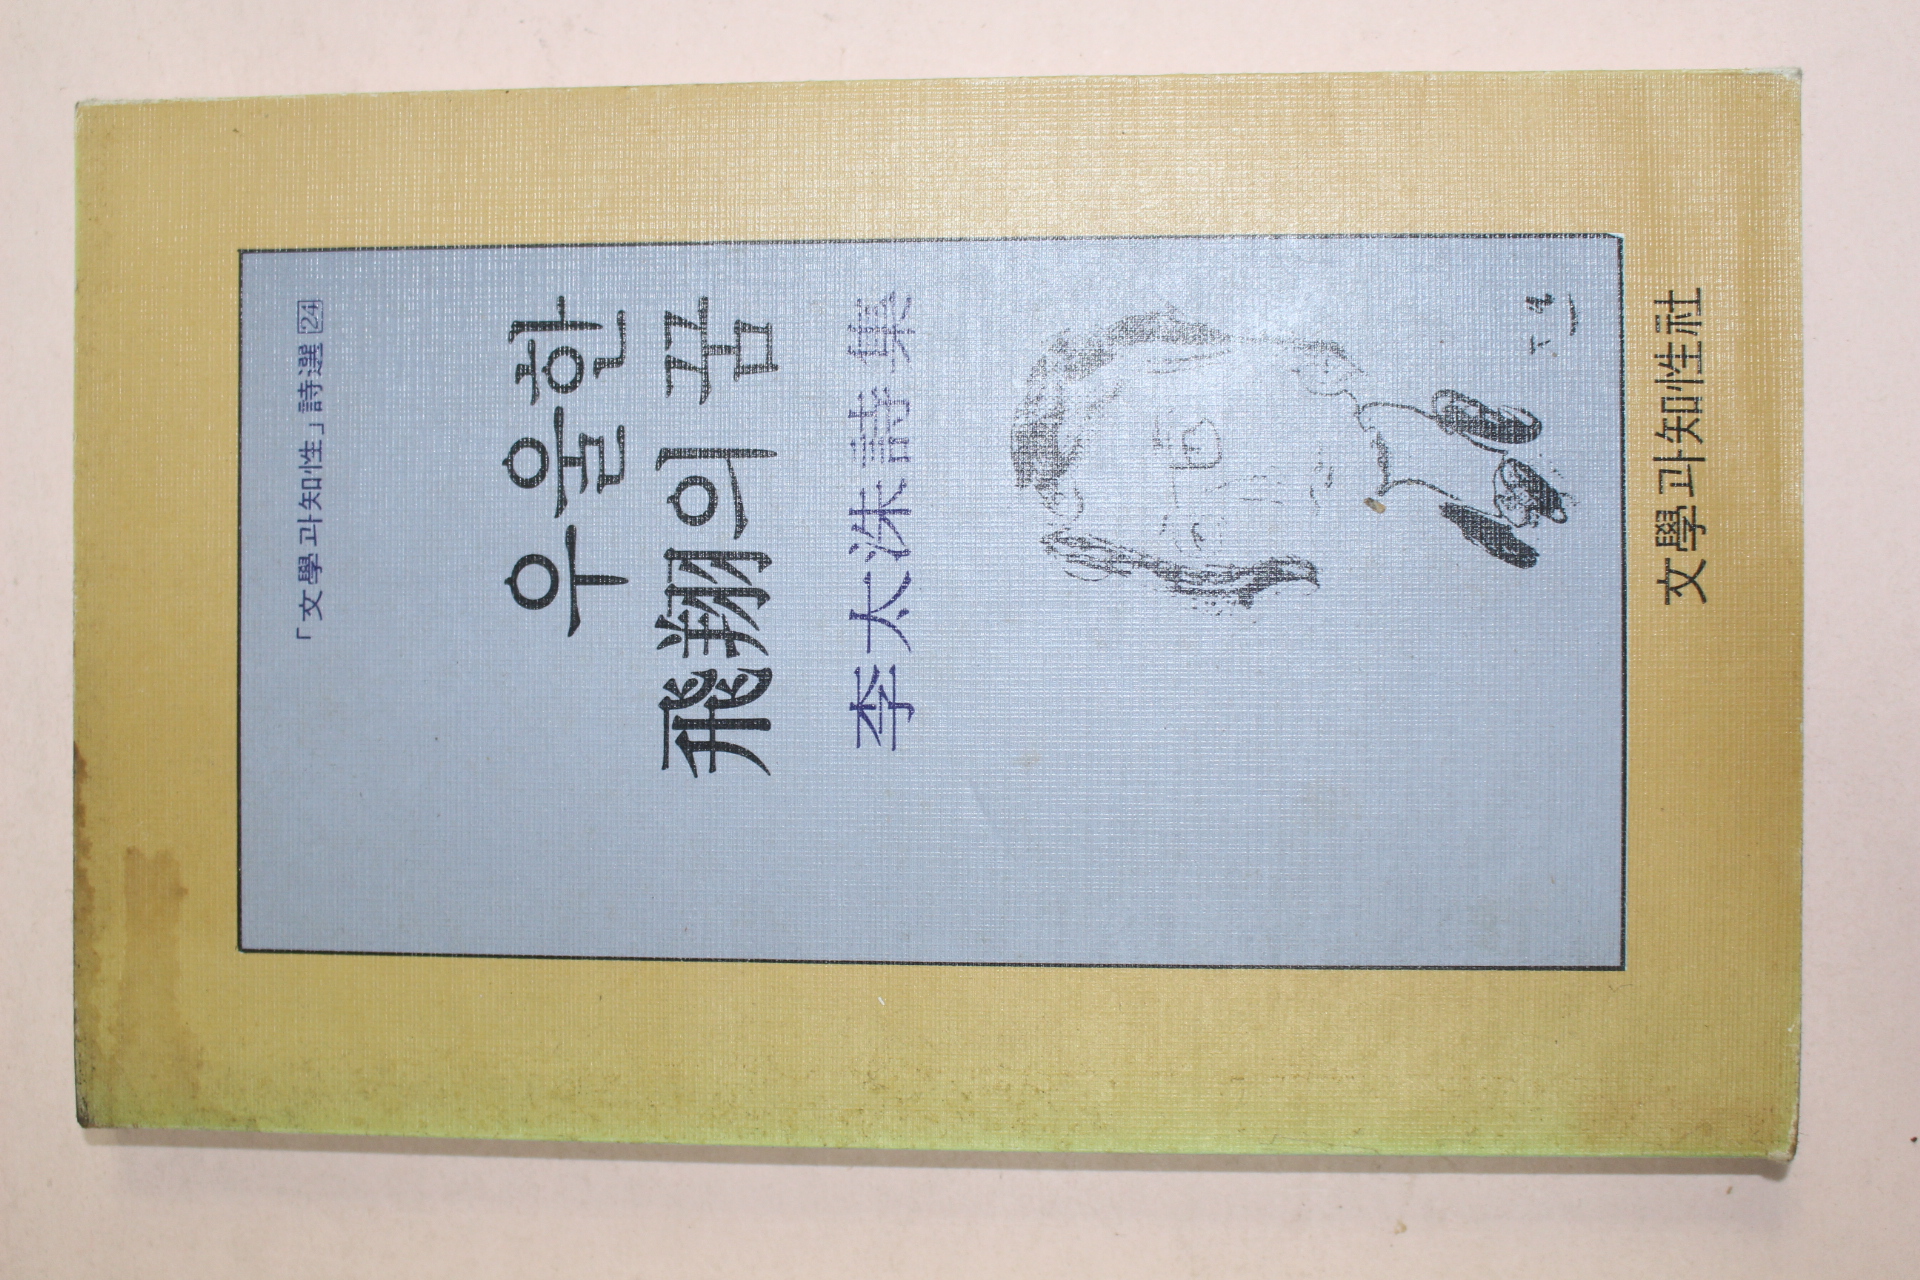 「文學과知性」詩選 24
우울한
飛翔의 꿈
李太洙 詩集
文學과知性社